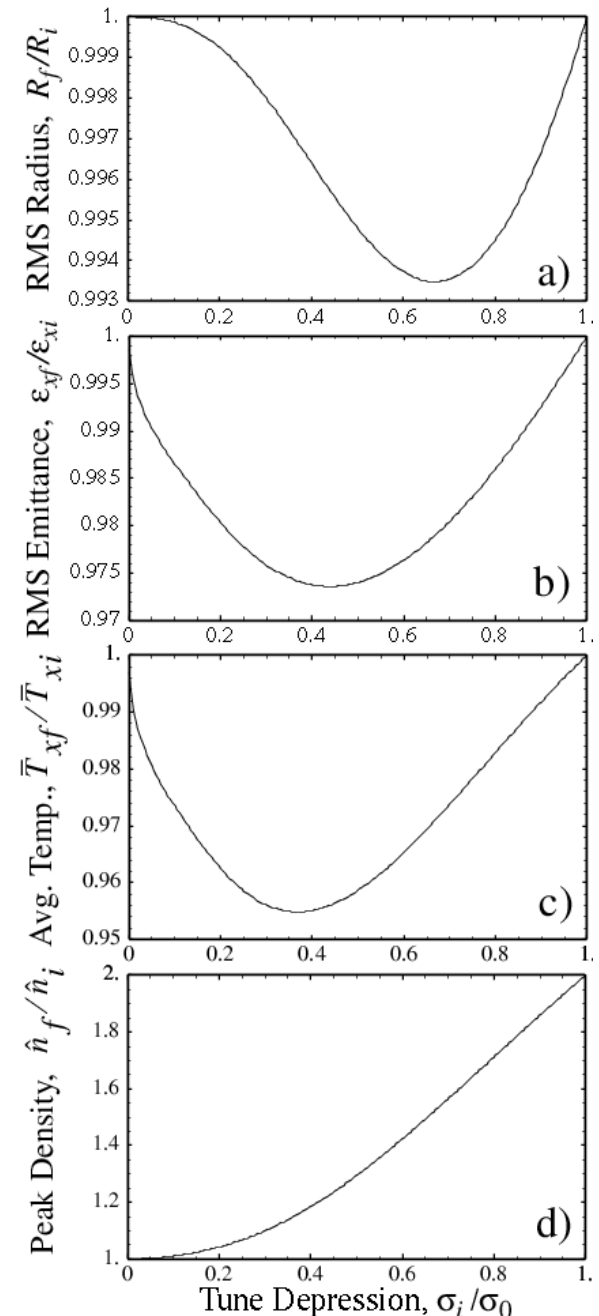 RMS Radius, R_f/R_i
1.
0.999
0.998
0.997
0.996
0.995
0.994
0.993
a)
0.2 0.4 0.6 0.8 1.
RMS Emittance, ε_xf/ε_xi
1.
0.995
0.99
0.985
0.98
0.975
0.97
b)
0.2 0.4 0.6 0.8 1.
Avg. Temp., T̄_xf/T̄_xi
1.
0.99
0.98
0.97
0.96
0.95
c)
0.2 0.4 0.6 0.8 1.
Peak Density, n̂_f/n̂_i
2.
1.8
1.6
1.4
1.2
1.
d)
0.2 0.4 0.6 0.8 1.
Tune Depression, σ_i/σ_0